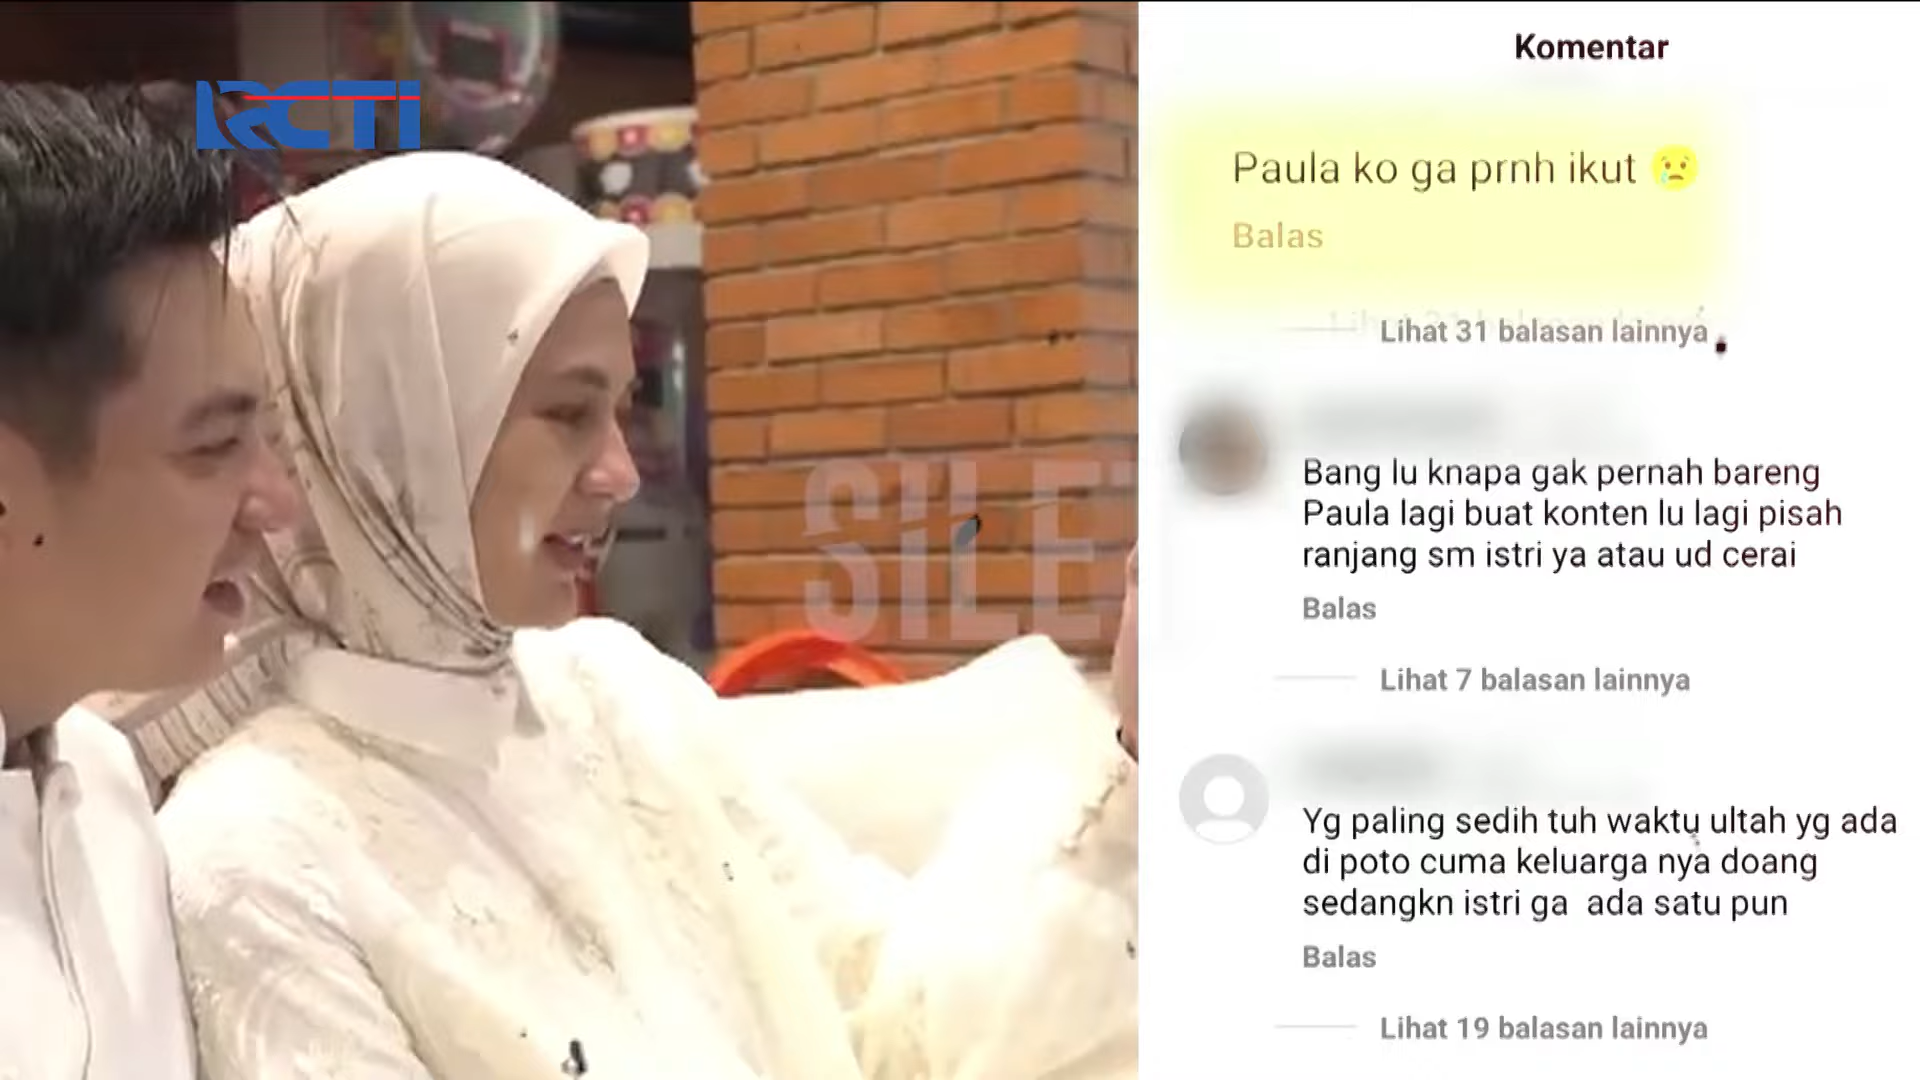 RCTI
SILET
Komentar
Paula ko ga prnh ikut 😢
Balas
Lihat 31 balasan lainnya
Bang lu knapa gak pernah bareng
Paula lagi buat konten lu lagi pisah
ranjang sm istri ya atau ud cerai
Balas
Lihat 7 balasan lainnya
Yg paling sedih tuh waktu ultah yg ada
di poto cuma keluarga nya doang
sedangkn istri ga  ada satu pun
Balas
Lihat 19 balasan lainnya